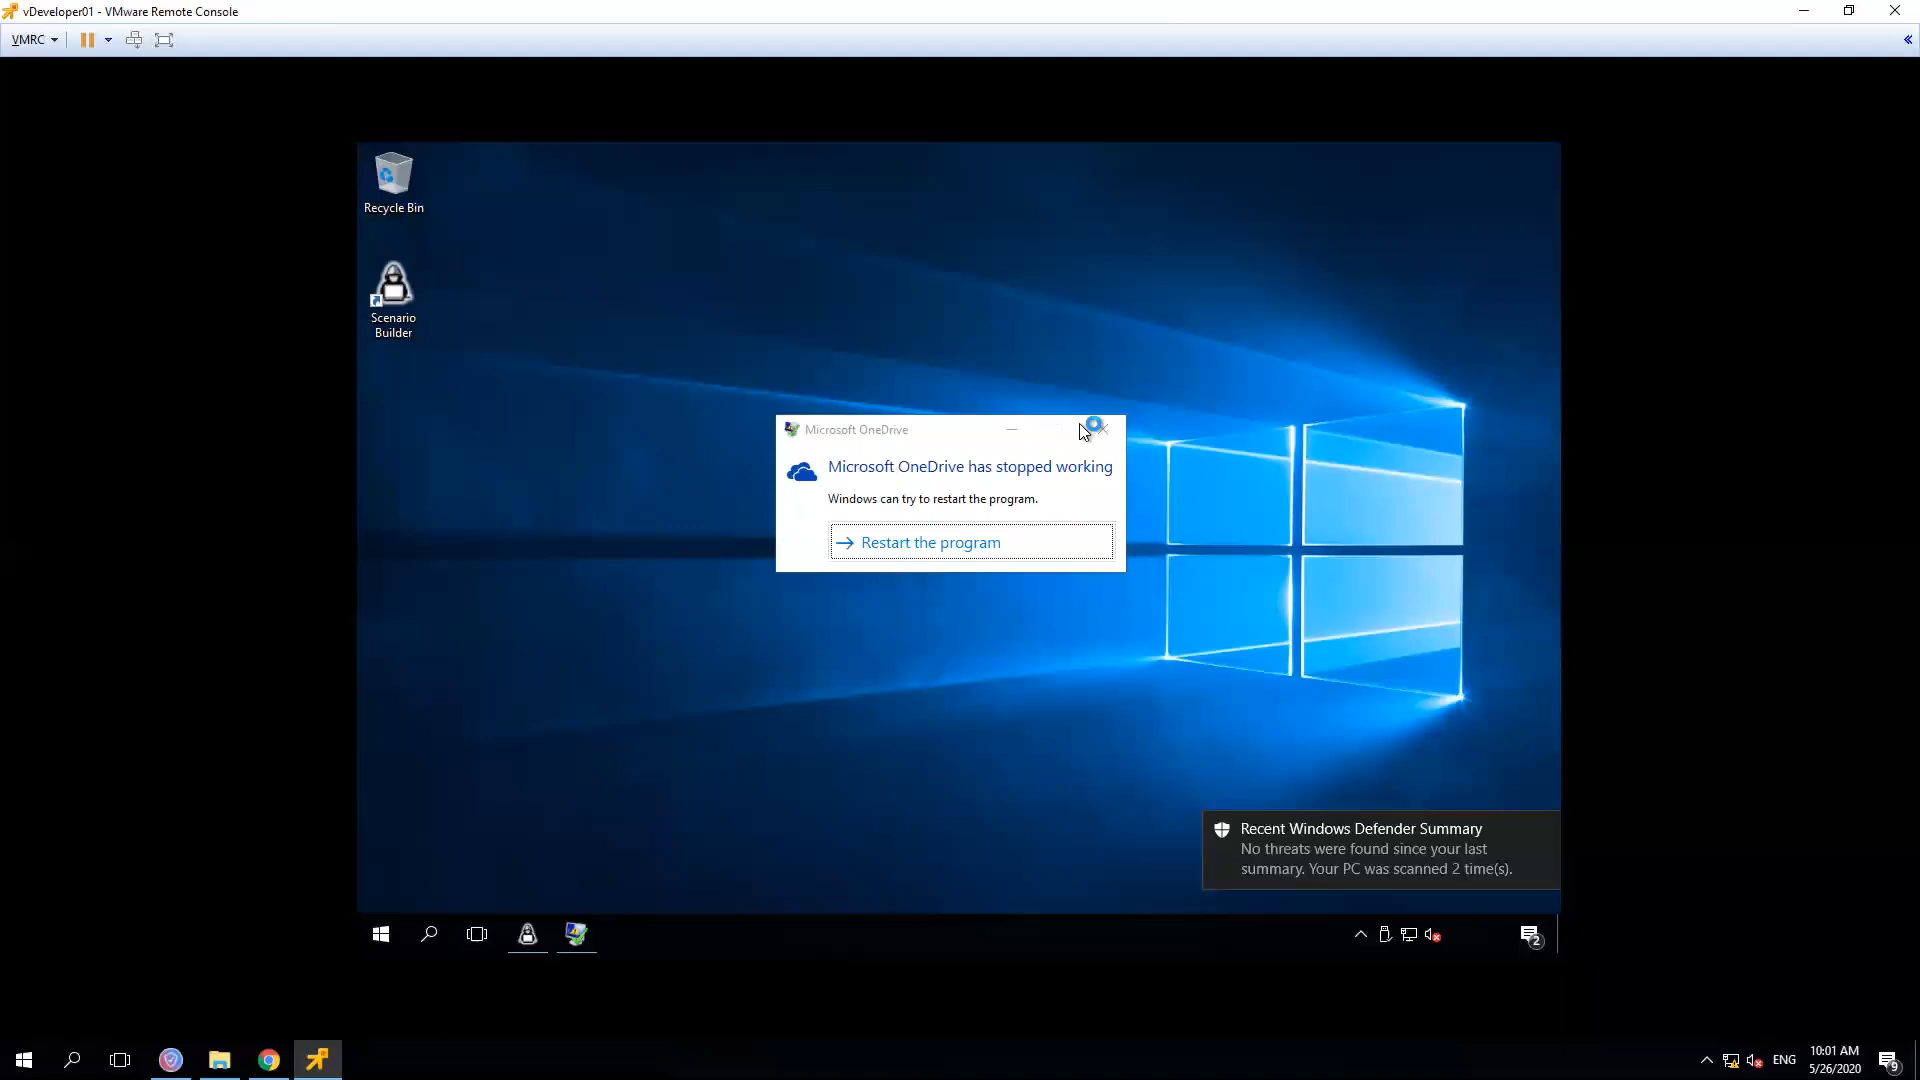 vDeveloper01 - VMware Remote Console
VMRC
Recycle Bin
Scenario
Builder
Microsoft OneDrive
Microsoft OneDrive has stopped working
Windows can try to restart the program.
Restart the program
Recent Windows Defender Summary
No threats were found since your last
summary. Your PC was scanned 2 time(s).
2
ENG
10:01 AM
5/26/2020
9